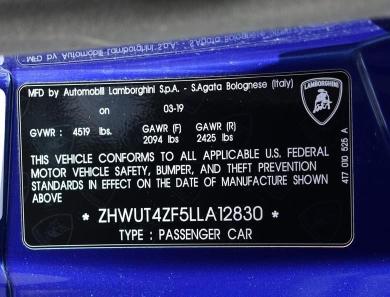 MFD by Automobili Lamborghini S.p.A. - S.Agata Bolognese (Italy)
on 03-19
GVWR : 4519 lbs. GAWR (F) 2094 lbs GAWR (R) 2425 lbs
THIS VEHICLE CONFORMS TO ALL APPLICABLE U.S. FEDERAL
MOTOR VEHICLE SAFETY, BUMPER, AND THEFT PREVENTION
STANDARDS IN EFFECT ON THE DATE OF MANUFACTURE SHOWN
ABOVE
* ZHWUT4ZF5LLA12830 *
TYPE : PASSENGER CAR
LAMBORGHINI
417 010 525 A